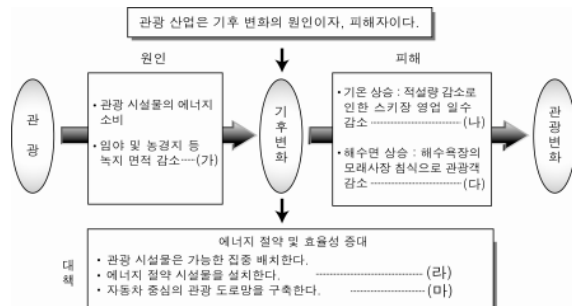 관광 산업은 기후 변화의 원인이자, 피해자이다.
원인
피해
관광
• 관광 시설물의 에너지
소비
• 임야 및 농경지 등
녹지 면적 감소 ----(가)
기후변화
• 기온 상승 : 적설량 감소로
인한 스키장 영업 일수
감소 --------------- (나)
• 해수면 상승 : 해수욕장의
모래사장 침식으로 관광객
감소 --------------- (다)
관광변화
대책
에너지 절약 및 효율성 증대
• 관광 시설물은 가능한 집중 배치한다.
• 에너지 절약 시설물을 설치한다. --------------- (라)
• 자동차 중심의 관광 도로망을 구축한다. --------------- (마)